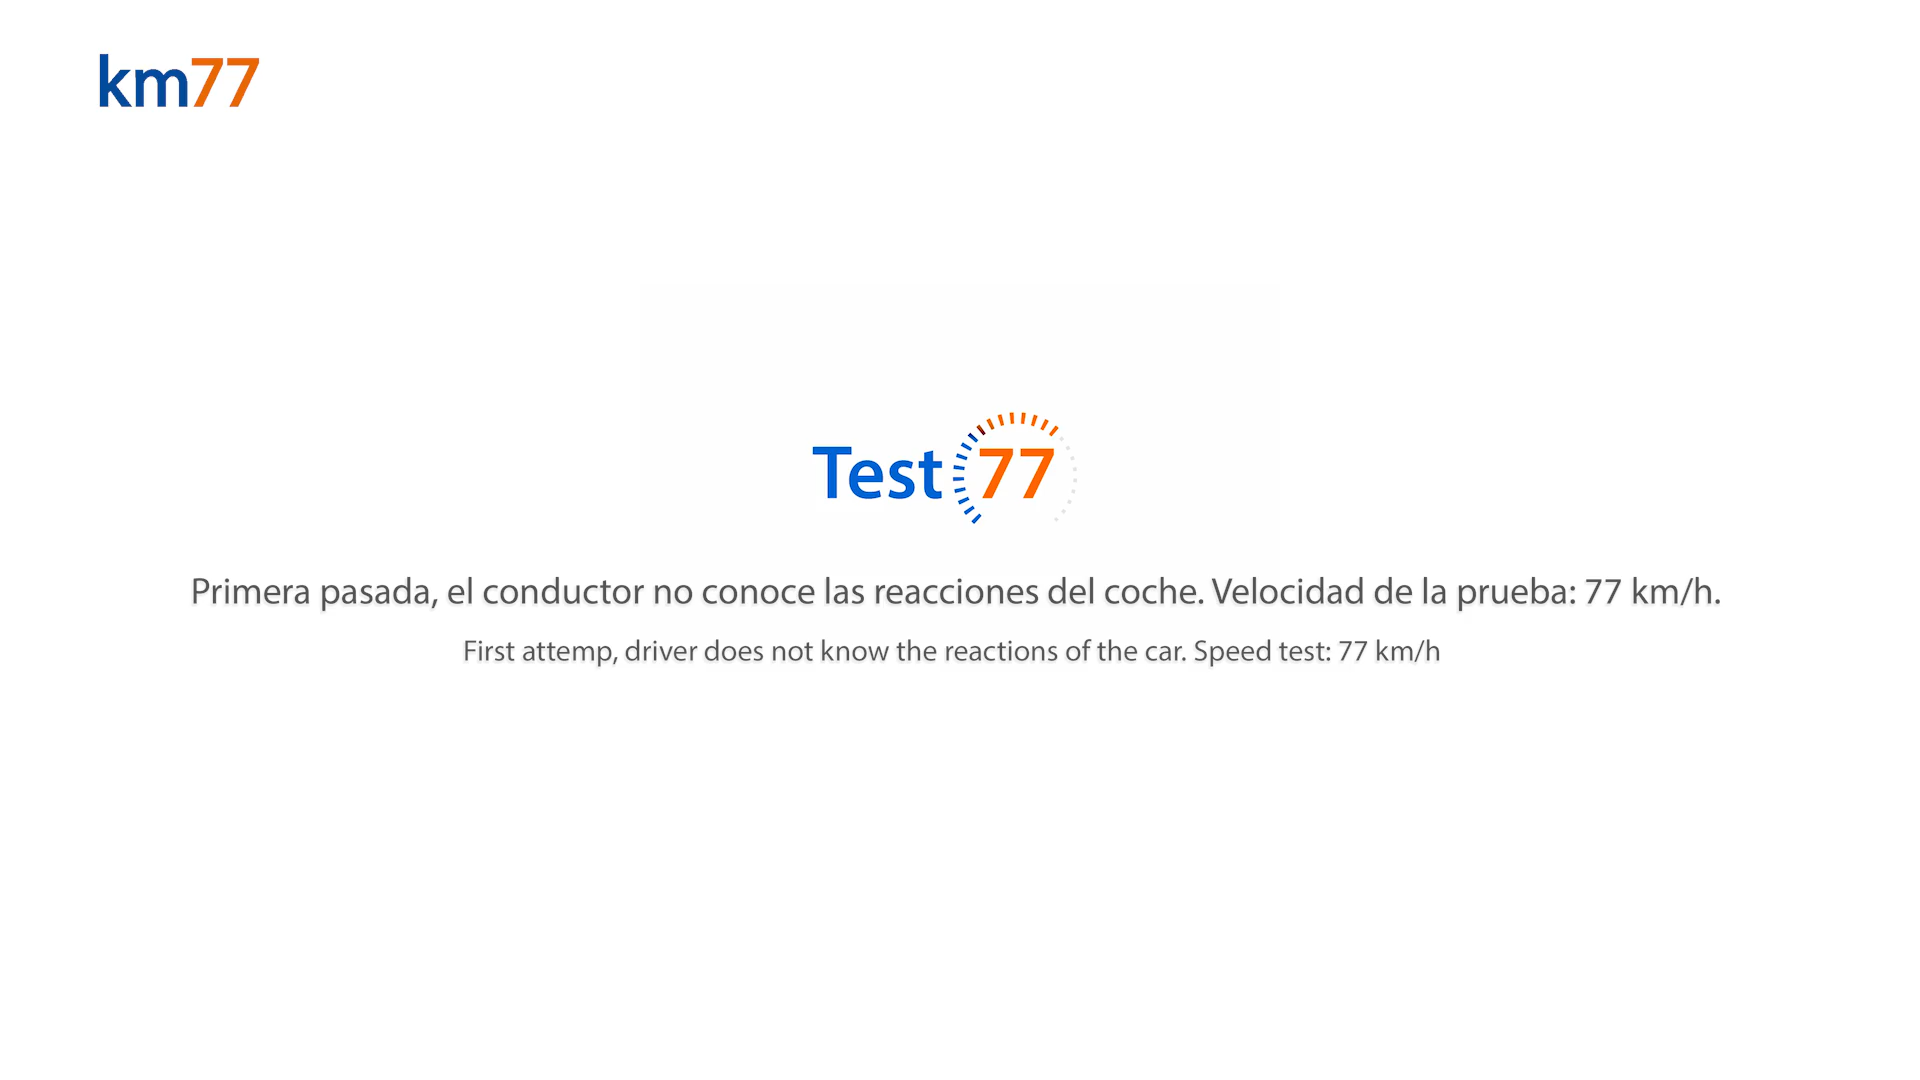 km77
Test 77
Primera pasada, el conductor no conoce las reacciones del coche. Velocidad de la prueba: 77 km/h.
First attemp, driver does not know the reactions of the car. Speed test: 77 km/h